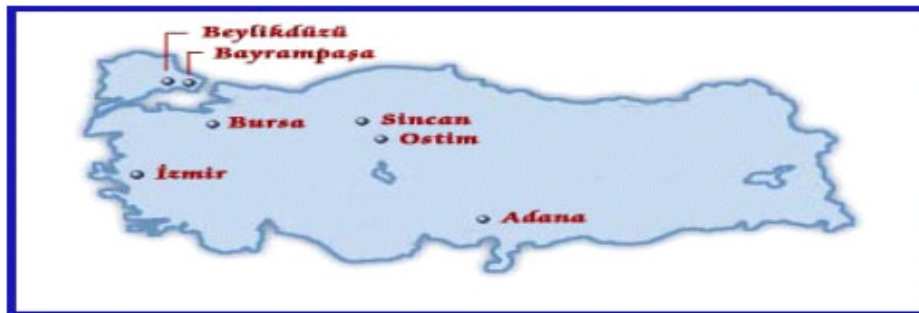 Beylikdüzü
Bayrampaşa
Bursa
Sincan
Ostim
İzmir
Adana